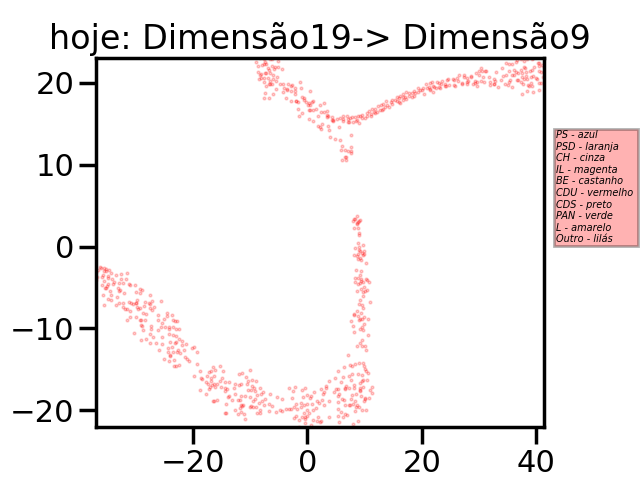 hoje: Dimensão19-> Dimensão9
20
10
0
−10
−20
−20
0
20
40
PS - azul
PSD - laranja
CH - cinza
IL - magenta
BE - castanho
CDU - vermelho
CDS - preto
PAN - verde
L - amarelo
Outro - lilás